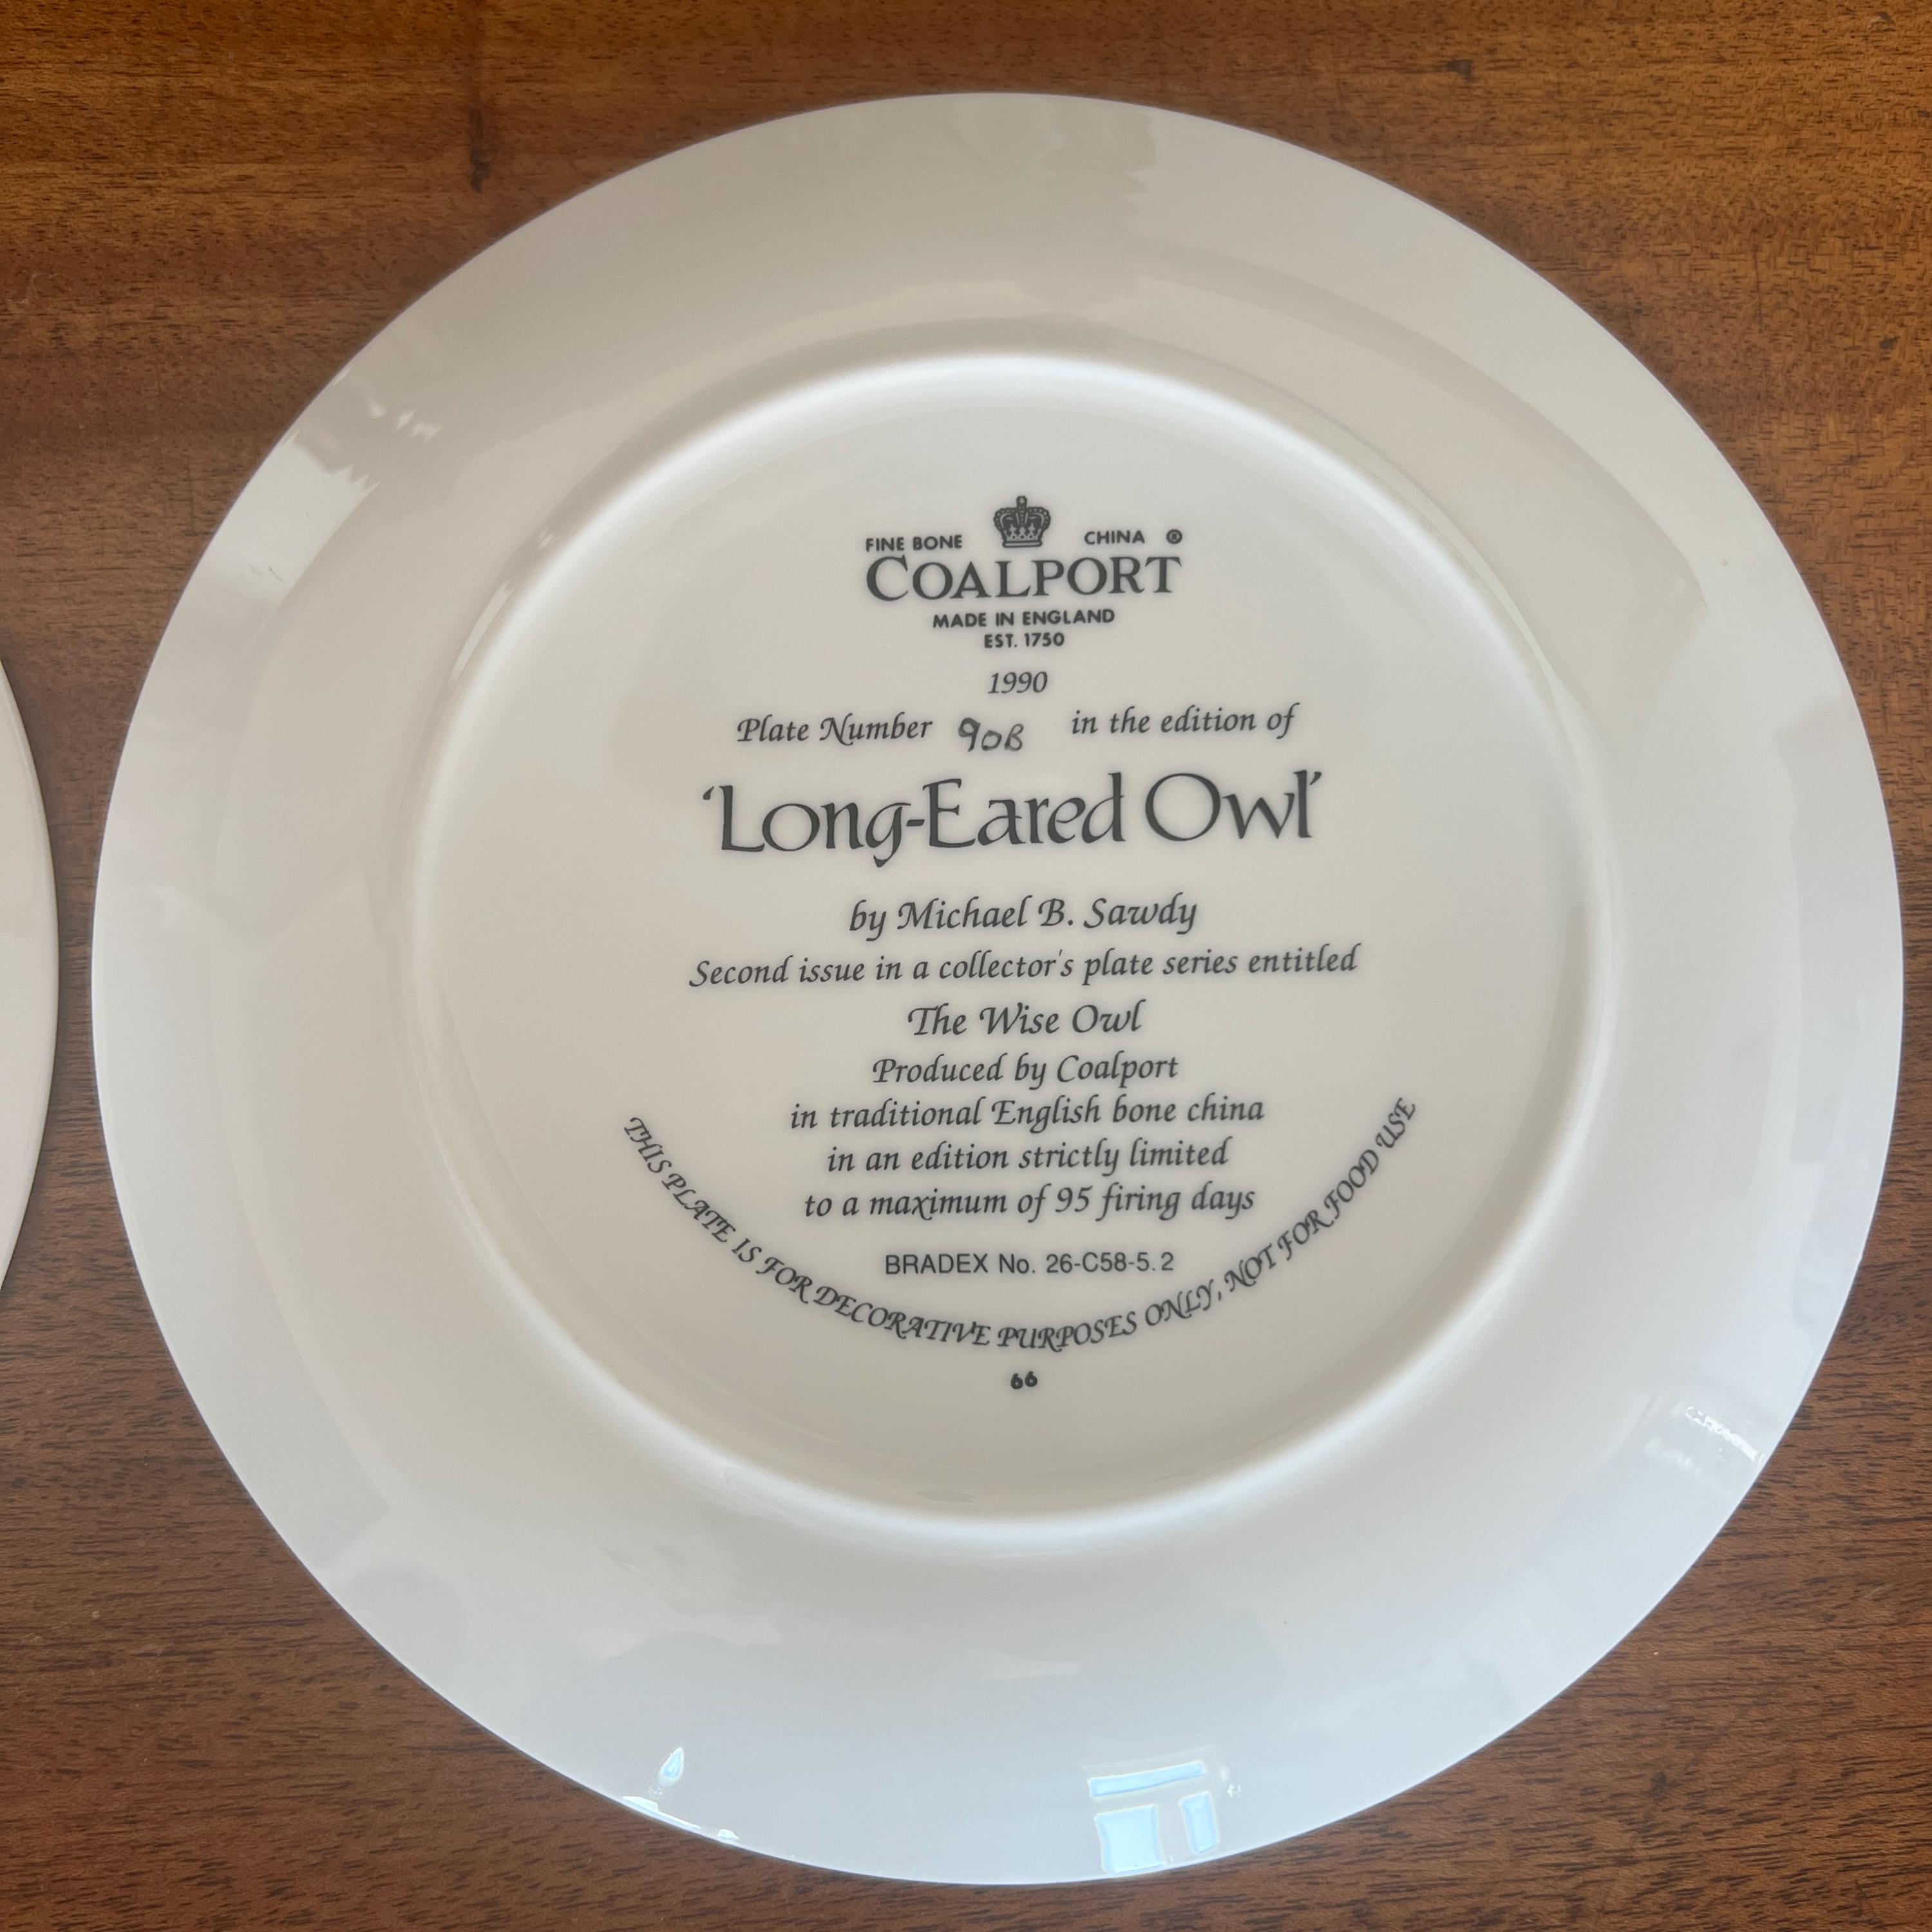 FINE BONE CHINA ®
COALPORT
MADE IN ENGLAND
EST. 1750
1990
Plate Number 90B in the edition of
'Long-Eared Owl'
by Michael B. Sawdy
Second issue in a collector's plate series entitled
The Wise Owl
Produced by Coalport
in traditional English bone china
in an edition strictly limited
to a maximum of 95 firing days
BRADEX No. 26-C58-5.2
THIS PLATE IS FOR DECORATIVE PURPOSES ONLY, NOT FOR FOOD USE
66